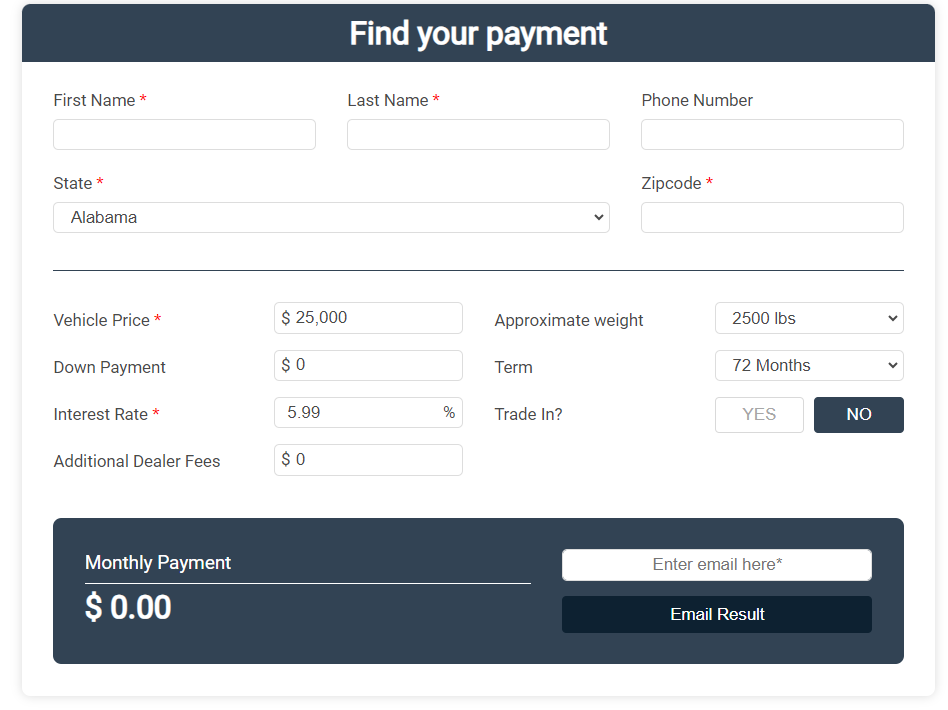 Find your payment
First Name *
Last Name *
Phone Number
State *
Zipcode *
Alabama
Vehicle Price *
$ 25,000
Approximate weight
2500 lbs
Down Payment
$ 0
Term
72 Months
Interest Rate *
5.99 %
Trade In?
YES
NO
Additional Dealer Fees
$ 0
Monthly Payment
$ 0.00
Enter email here*
Email Result